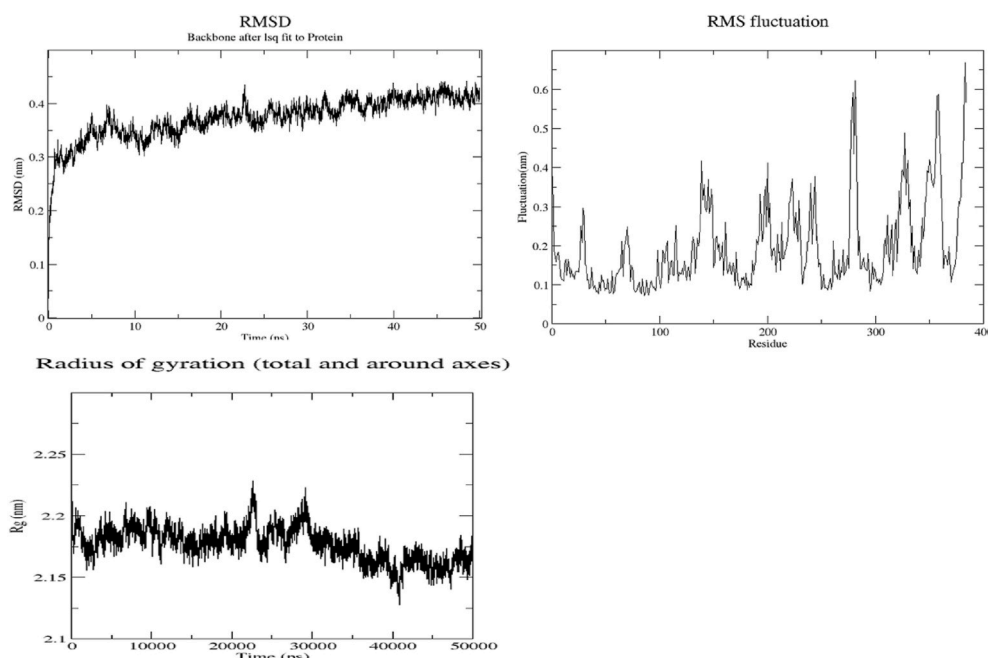 RMSD
Backbone after lsq fit to Protein
0.4
0.3
0.2
0.1
0
RMSD (nm)
0 10 20 30 40 50
Time (ns)
RMS fluctuation
0.6
0.5
0.4
0.3
0.2
0.1
0
Fluctuation(nm)
0 100 200 300 400
Residue
Radius of gyration (total and around axes)
2.25
2.2
2.15
2.1
Rg (nm)
0 10000 20000 30000 40000 50000
Time (ps)